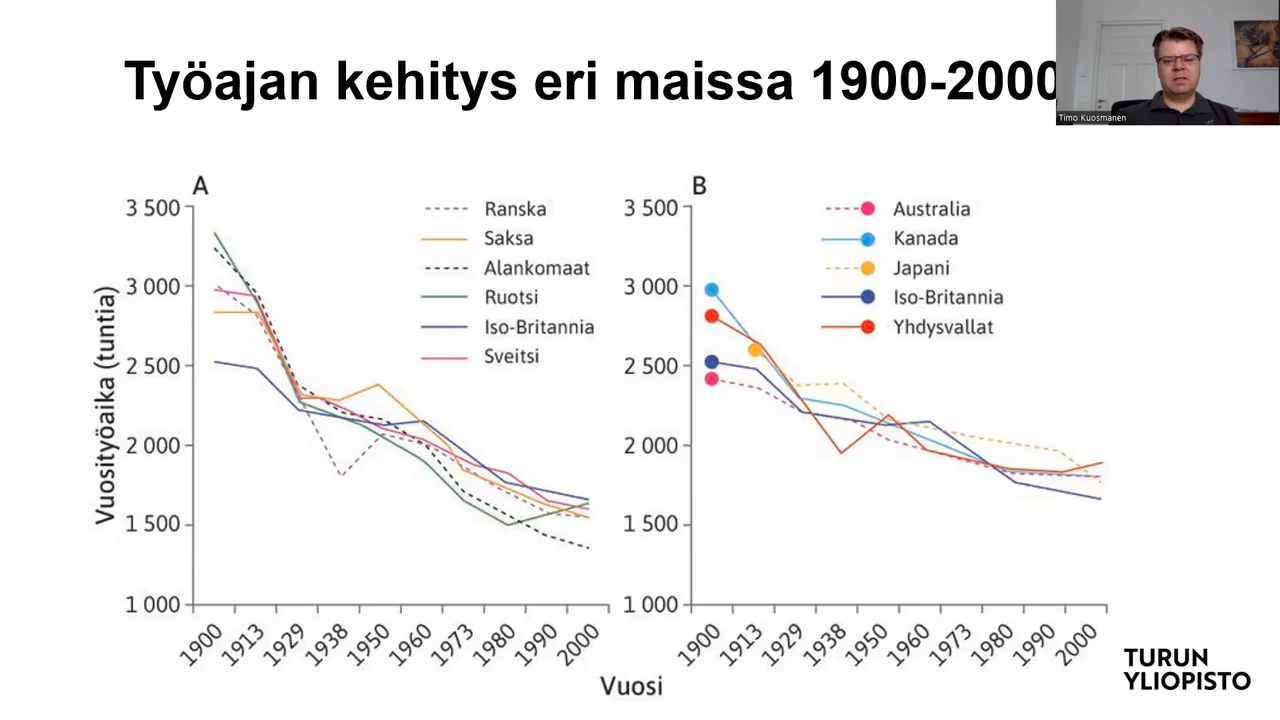 Työajan kehitys eri maissa 1900-2000
Timo Kuosmanen
A
3 500
3 000
2 500
2 000
1 500
1 000
Vuosityöaika (tuntia)
Ranska
Saksa
Alankomaat
Ruotsi
Iso-Britannia
Sveitsi
1900 1913 1929 1938 1950 1960 1973 1980 1990 2000
B
3 500
3 000
2 500
2 000
1 500
1 000
Australia
Kanada
Japani
Iso-Britannia
Yhdysvallat
1900 1913 1929 1938 1950 1960 1973 1980 1990 2000
Vuosi
TURUN
YLIOPISTO